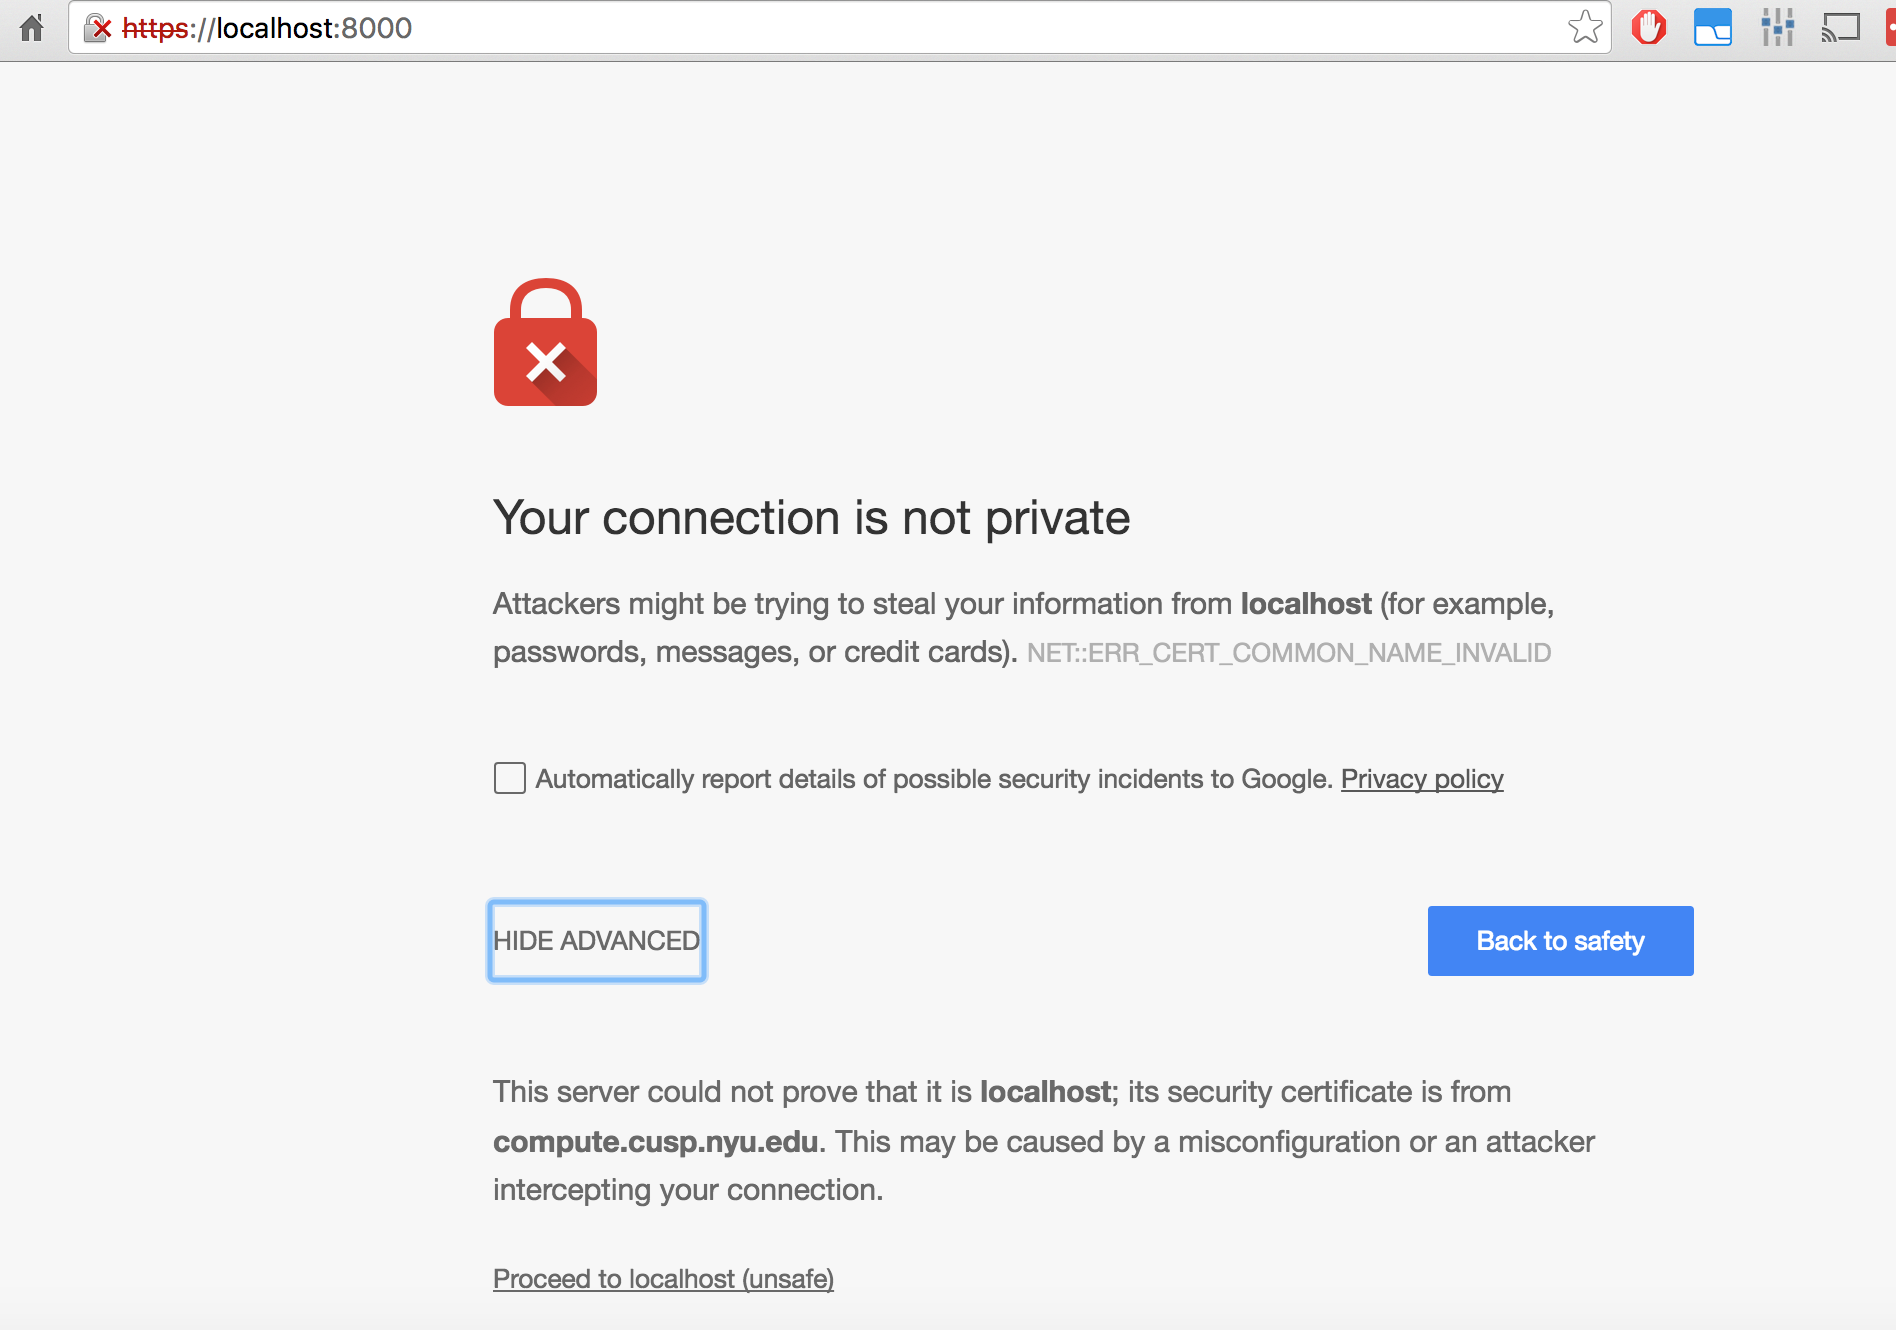 https://localhost:8000
Your connection is not private
Attackers might be trying to steal your information from localhost (for example,
passwords, messages, or credit cards). NET::ERR_CERT_COMMON_NAME_INVALID
Automatically report details of possible security incidents to Google. Privacy policy
HIDE ADVANCED
Back to safety
This server could not prove that it is localhost; its security certificate is from
compute.cusp.nyu.edu. This may be caused by a misconfiguration or an attacker
intercepting your connection.
Proceed to localhost (unsafe)